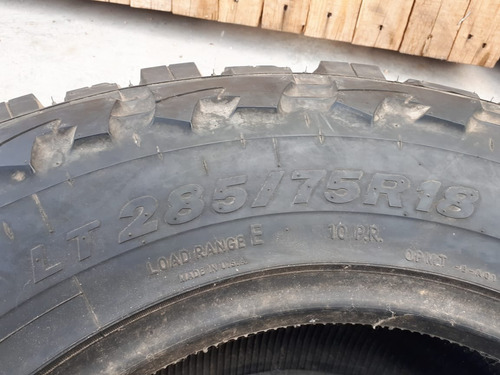 LT 285/75R18
LOAD RANGE E 10 P.R.
MADE IN U.S.A.